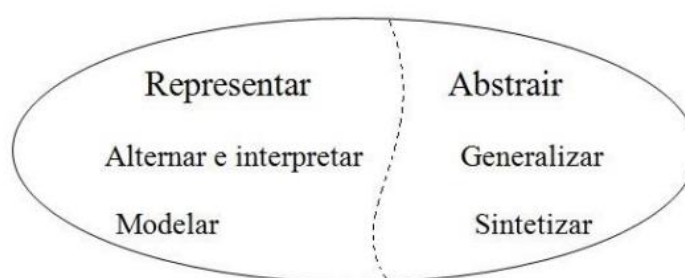 Representar
Abstrair
Alternar e interpretar
Generalizar
Modelar
Sintetizar